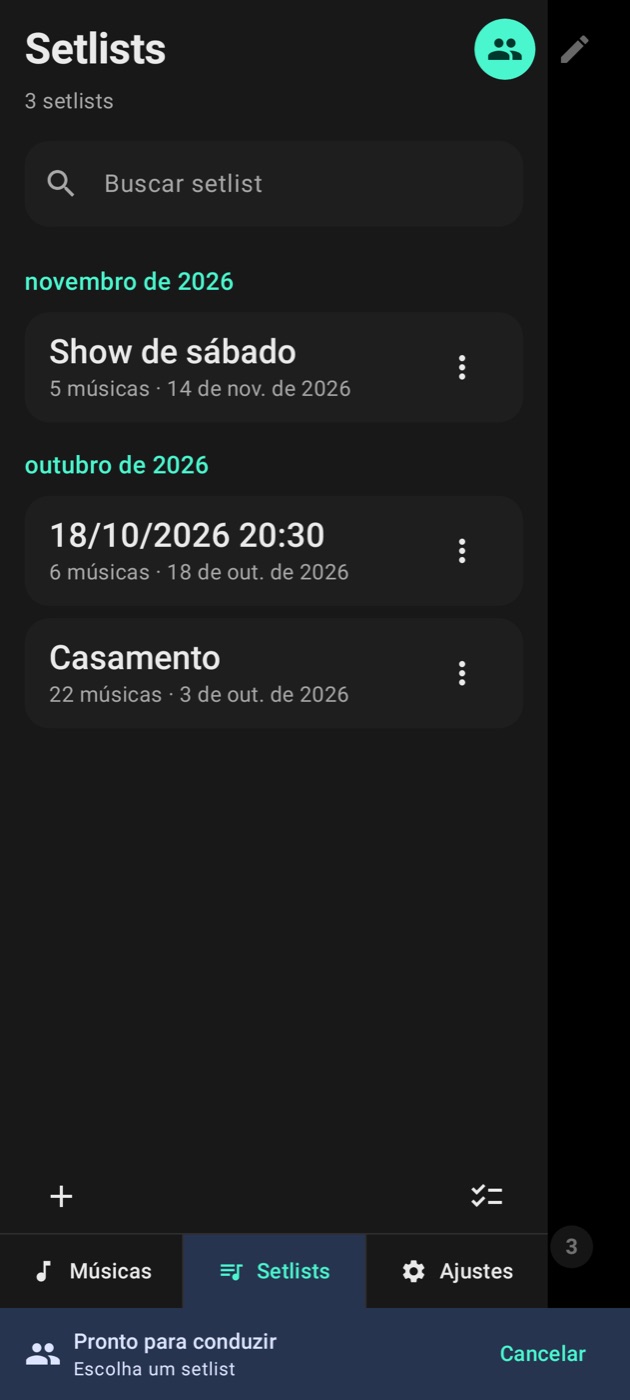 Setlists
3 setlists
Buscar setlist
novembro de 2026
Show de sábado
5 músicas · 14 de nov. de 2026
outubro de 2026
18/10/2026 20:30
6 músicas · 18 de out. de 2026
Casamento
22 músicas · 3 de out. de 2026
3
Músicas
Setlists
Ajustes
Pronto para conduzir
Escolha um setlist
Cancelar